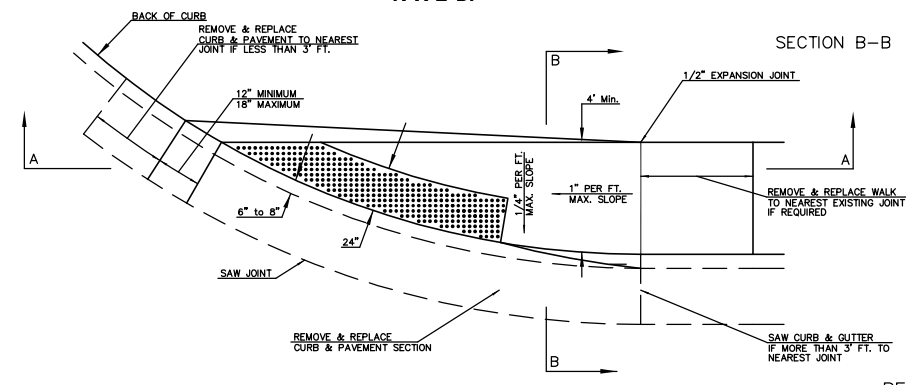 BACK OF CURB
REMOVE & REPLACE
CURB & PAVEMENT TO NEAREST
JOINT IF LESS THAN 3' FT.
SECTION B-B
B
1/2" EXPANSION JOINT
12" MINIMUM
18" MAXIMUM
4' Min.
A
A
1/4" PER FT.
MAX. SLOPE
1" PER FT.
MAX. SLOPE
REMOVE & REPLACE WALK
TO NEAREST EXISTING JOINT
IF REQUIRED
6" to 8"
24"
SAW JOINT
REMOVE & REPLACE
CURB & PAVEMENT SECTION
SAW CURB & GUTTER
IF MORE THAN 3' FT. TO
NEAREST JOINT
B